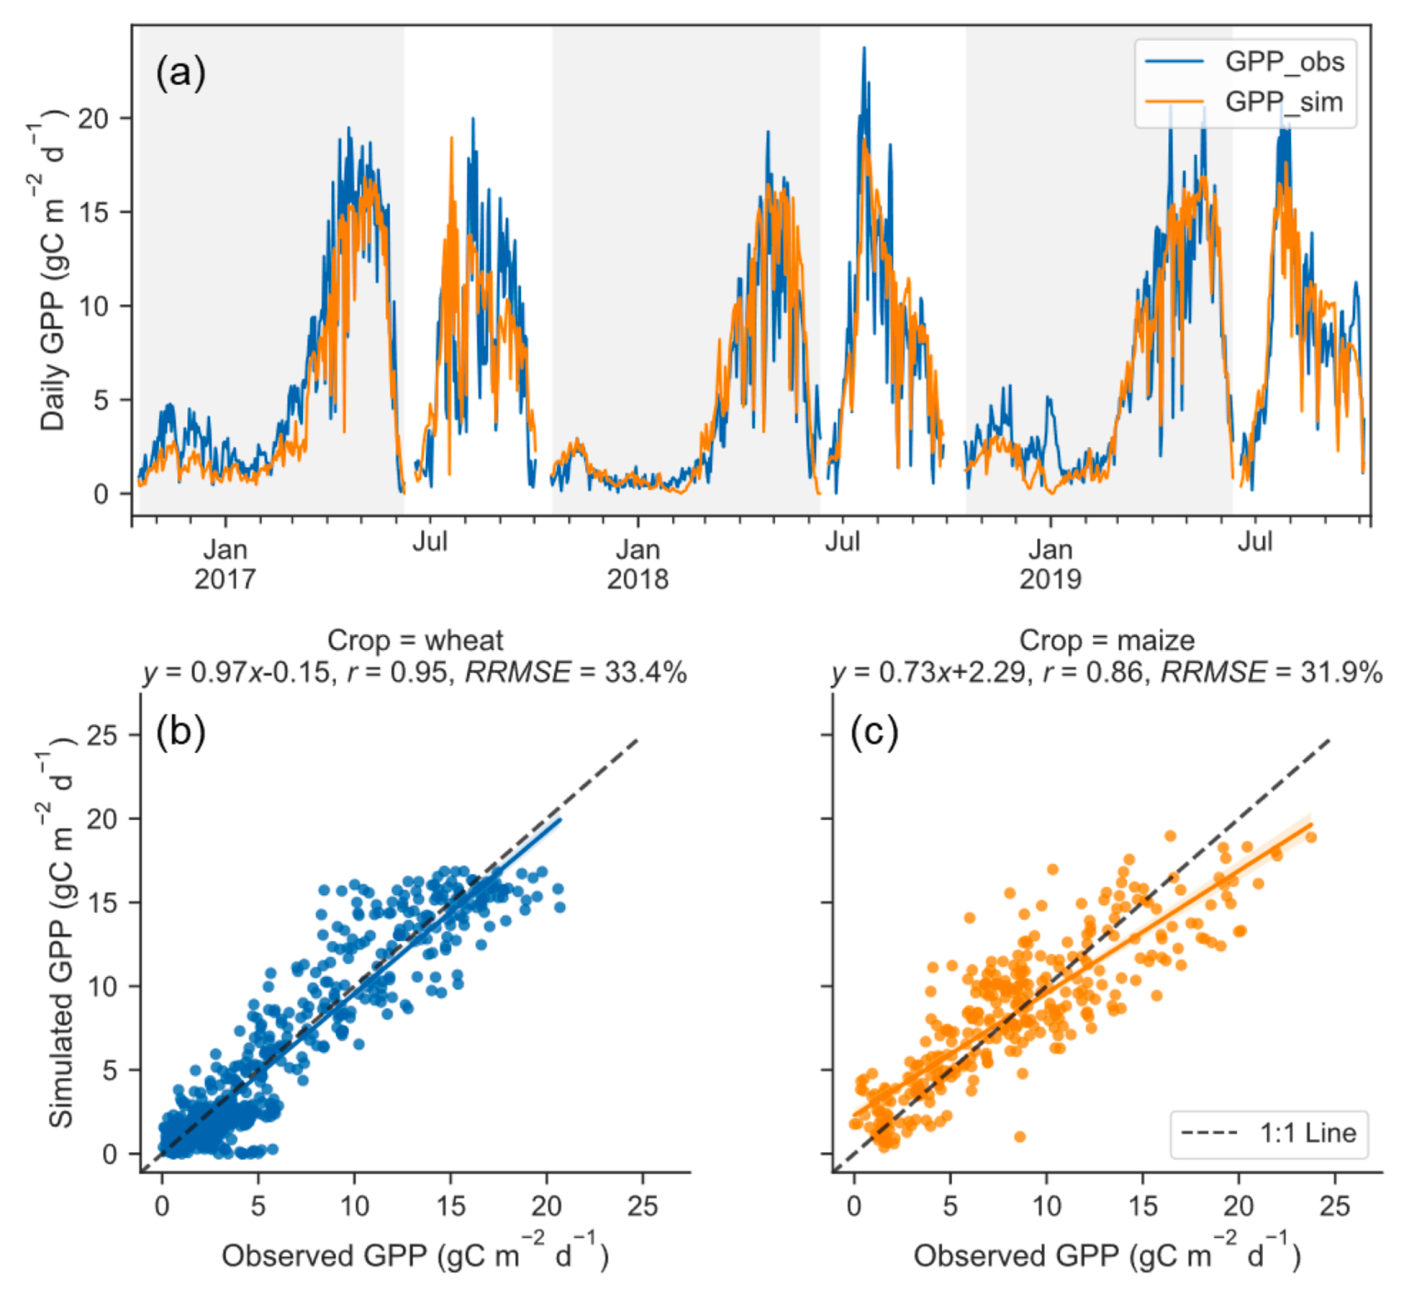 (a)
GPP_obs
GPP_sim
Daily GPP (gC m⁻² d⁻¹)
20
15
10
5
0
Jan
2017
Jul
Jan
2018
Jul
Jan
2019
Jul
Crop = wheat
y = 0.97x-0.15, r = 0.95, RRMSE = 33.4%
(b)
Simulated GPP (gC m⁻² d⁻¹)
25
20
15
10
5
0
0 5 10 15 20 25
Observed GPP (gC m⁻² d⁻¹)
Crop = maize
y = 0.73x+2.29, r = 0.86, RRMSE = 31.9%
(c)
1:1 Line
0 5 10 15 20 25
Observed GPP (gC m⁻² d⁻¹)